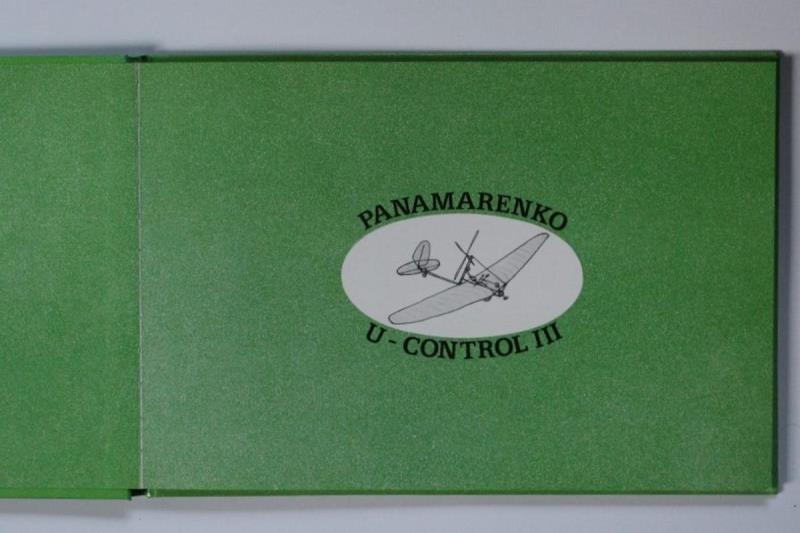 PANAMARENKO
U - CONTROL III